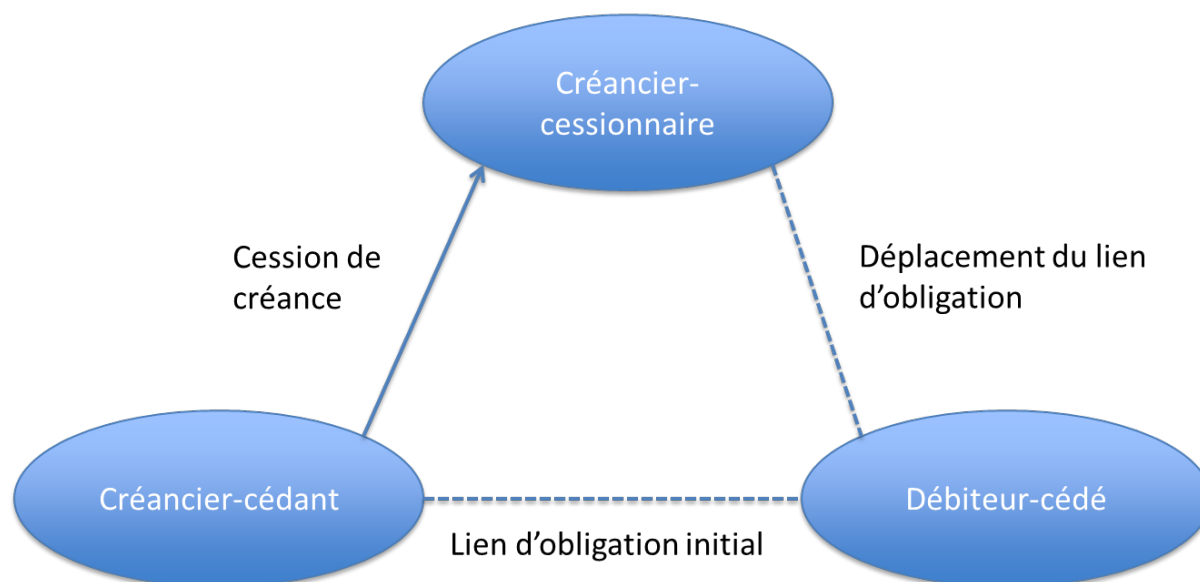 Créancier-
cessionnaire
Cession de
créance
Déplacement du lien
d’obligation
Créancier-cédant
Débiteur-cédé
Lien d’obligation initial